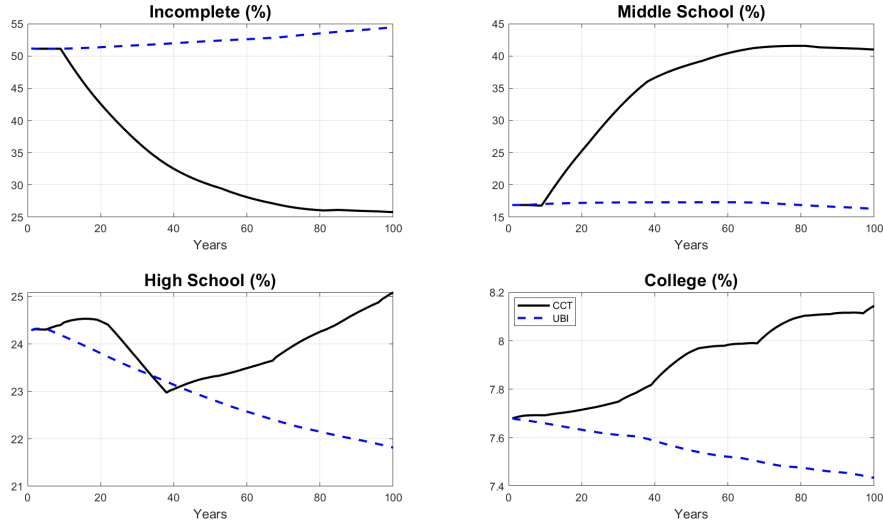 Incomplete (%)
55
50
45
40
35
30
25
0 20 40 60 80 100
Years
Middle School (%)
45
40
35
30
25
20
15
0 20 40 60 80 100
Years
High School (%)
25
24
23
22
21
0 20 40 60 80 100
Years
College (%)
8.2
8
7.8
7.6
7.4
CCT
UBI
0 20 40 60 80 100
Years